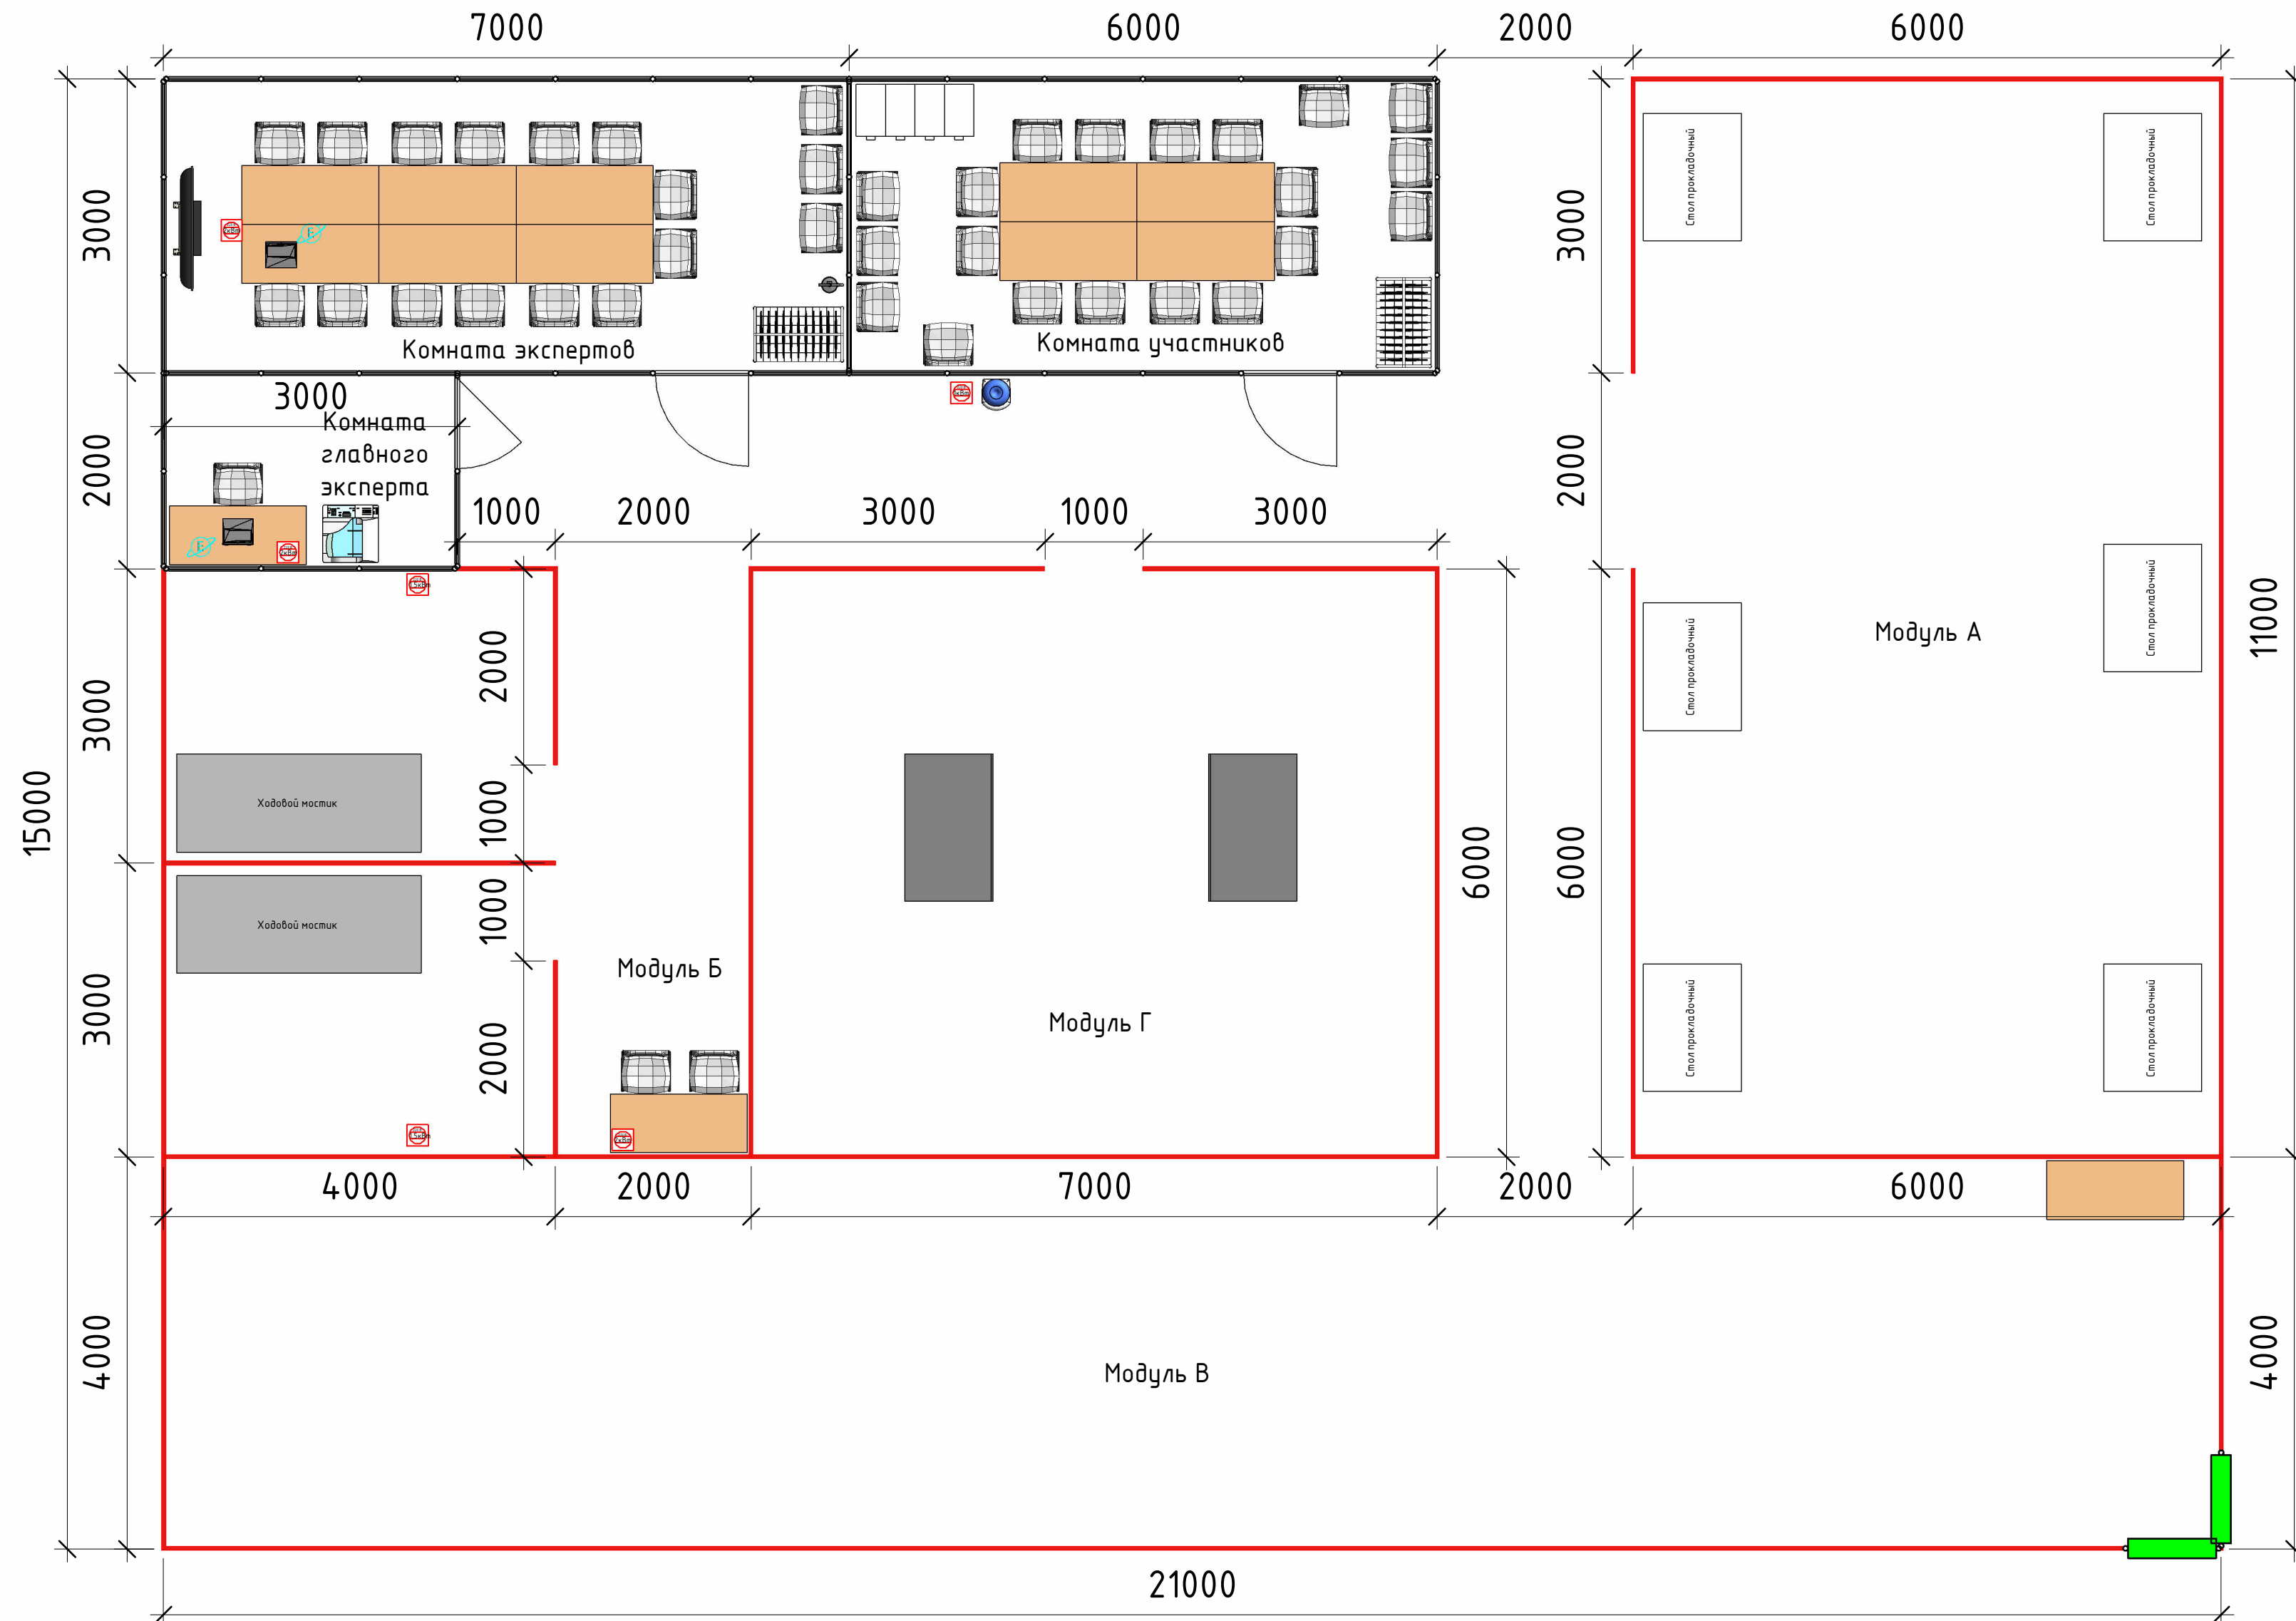 7000
6000
2000
6000
Стол прокладочный
Стол прокладочный
3000
3000
E
Комната экспертов
Комната участников
3000
Комната
главного
эксперта
2000
2000
1000
2000
3000
1000
3000
E
Стол прокладочный
Стол прокладочный
Модуль А
11000
2000
3000
15000
Ходовой мостик
1000
6000
6000
Ходовой мостик
1000
Модуль Б
Модуль Г
3000
2000
Стол прокладочный
Стол прокладочный
4000
2000
7000
2000
6000
4000
Модуль В
4000
21000